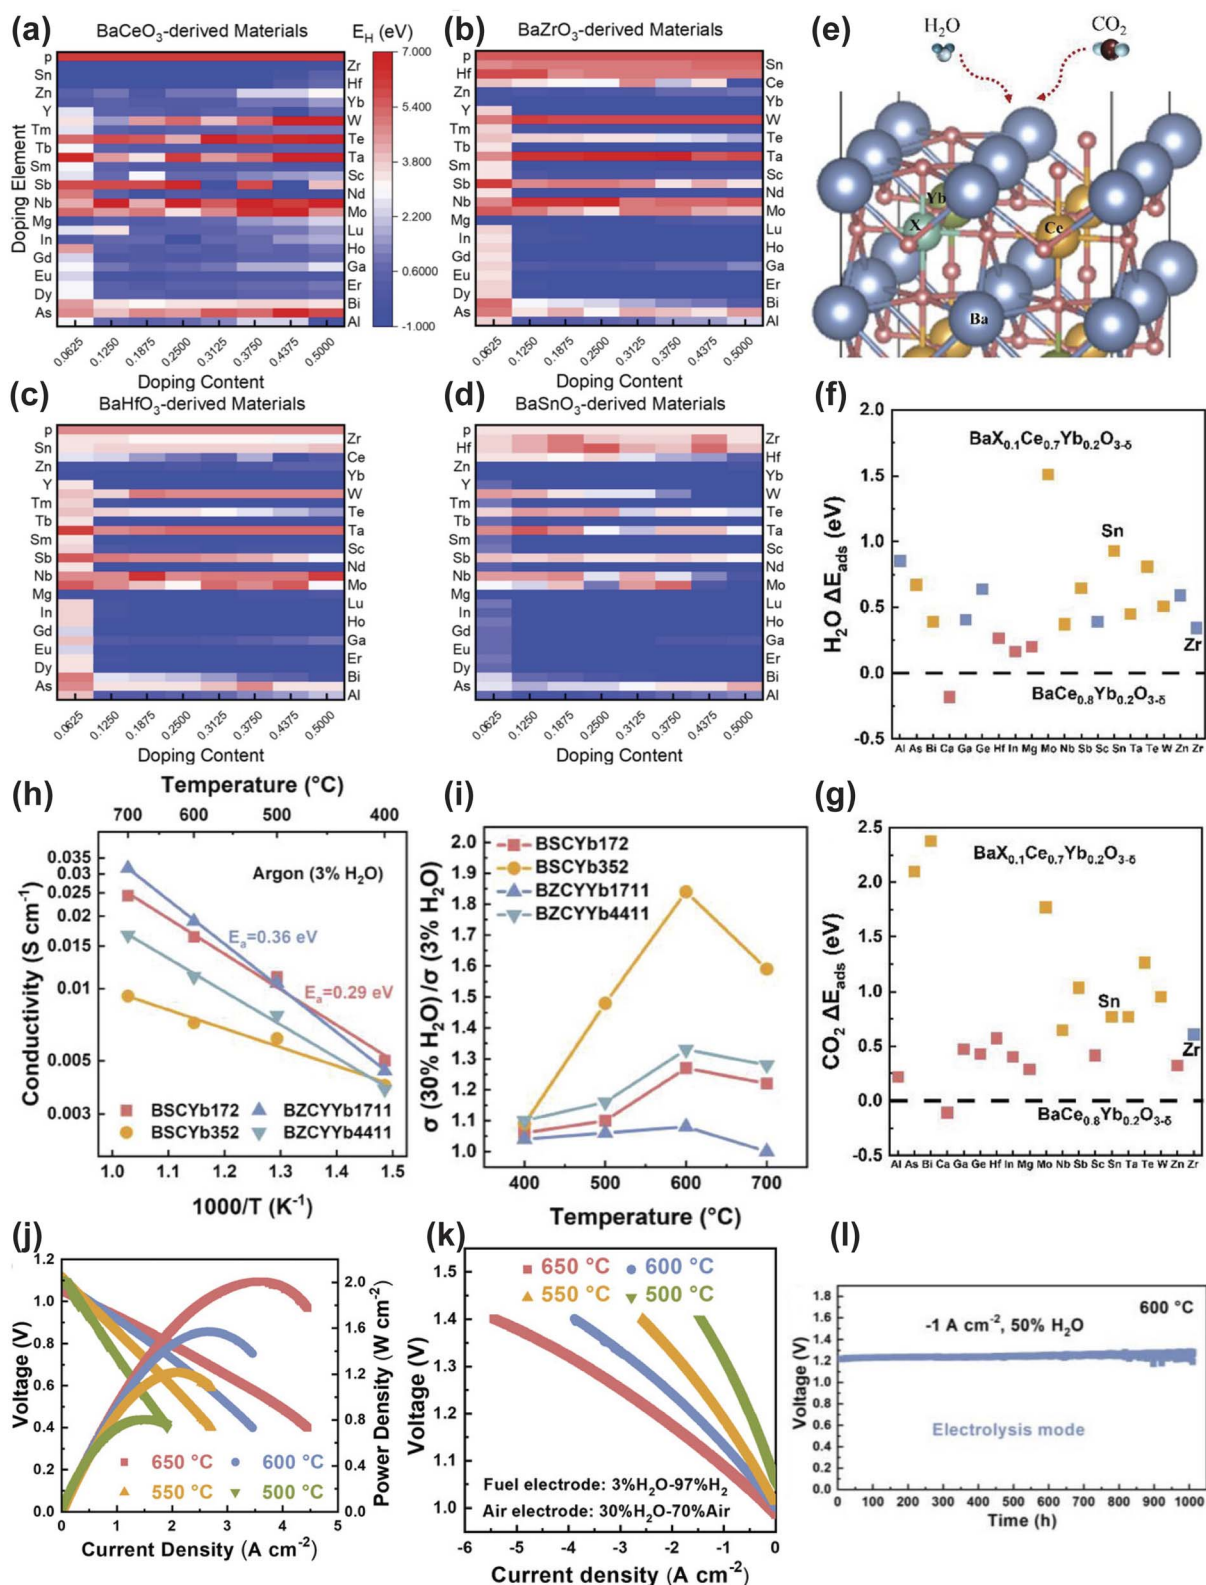 (a)
BaCeO3-derived Materials
EH (eV)
7.000
5.400
3.800
2.200
0.6000
-1.000
Doping Element
p
Sn
Zn
Y
Tm
Tb
Sm
Sb
Nb
Mg
In
Gd
Eu
Dy
As
Zr
Hf
Yb
W
Te
Ta
Sc
Nd
Mo
Lu
Ho
Ga
Er
Bi
Al
0.0625 0.1250 0.1875 0.2500 0.3125 0.3750 0.4375 0.5000
Doping Content
(b)
BaZrO3-derived Materials
p
Hf
Zn
Y
Tm
Tb
Sm
Sb
Nb
Mg
In
Gd
Eu
Dy
As
Sn
Ce
Yb
W
Te
Ta
Sc
Nd
Mo
Lu
Ho
Ga
Er
Bi
Al
0.0625 0.1250 0.1875 0.2500 0.3125 0.3750 0.4375 0.5000
Doping Content
(e)
H2O
CO2
Yb
X
Ce
Ba
(c)
BaHfO3-derived Materials
p
Sn
Zn
Y
Tm
Tb
Sm
Sb
Nb
Mg
In
Gd
Eu
Dy
As
Zr
Ce
Yb
W
Te
Ta
Sc
Nd
Mo
Lu
Ho
Ga
Er
Bi
Al
0.0625 0.1250 0.1875 0.2500 0.3125 0.3750 0.4375 0.5000
Doping Content
(d)
BaSnO3-derived Materials
p
Hf
Zn
Y
Tm
Tb
Sm
Sb
Nb
Mg
In
Gd
Eu
Dy
As
Zr
Hf
Yb
W
Te
Ta
Sc
Nd
Mo
Lu
Ho
Ga
Er
Bi
Al
0.0625 0.1250 0.1875 0.2500 0.3125 0.3750 0.4375 0.5000
Doping Content
(f)
H2O ΔEads (eV)
2.0
1.5
1.0
0.5
0.0
-0.5
BaX0.1Ce0.7Yb0.2O3-δ
Sn
Zr
BaCe0.8Yb0.2O3-δ
Al As Bi Ca Ga Ge Hf In Mg Mo Nb Sb Sc Sn Ta Te W Zn Zr
(h)
Temperature (°C)
700 600 500 400
Conductivity (S cm-1)
0.035
0.03
0.025
0.02
0.015
0.01
0.005
0.003
Argon (3% H2O)
Ea=0.36 eV
Ea=0.29 eV
BSCYb172 BZCYYb1711
BSCYb352 BZCYYb4411
1.0 1.1 1.2 1.3 1.4 1.5
1000/T (K-1)
(i)
σ (30% H2O)/σ (3% H2O)
2.0
1.9
1.8
1.7
1.6
1.5
1.4
1.3
1.2
1.1
1.0
BSCYb172
BSCYb352
BZCYYb1711
BZCYYb4411
400 500 600 700
Temperature (°C)
(g)
CO2 ΔEads (eV)
2.5
2.0
1.5
1.0
0.5
0.0
-0.5
BaX0.1Ce0.7Yb0.2O3-δ
Sn
Zr
BaCe0.8Yb0.2O3-δ
Al As Bi Ca Ga Ge Hf In Mg Mo Nb Sb Sc Sn Ta Te W Zn Zr
(j)
Voltage (V)
1.2
1.0
0.8
0.6
0.4
0.2
0.0
650 °C 600 °C
550 °C 500 °C
Power Density (W cm-2)
2.0
1.6
1.2
0.8
0.4
0.0
0 1 2 3 4 5
Current Density (A cm-2)
(k)
Voltage (V)
1.5
1.4
1.3
1.2
1.1
1.0
650 °C 600 °C
550 °C 500 °C
Fuel electrode: 3%H2O-97%H2
Air electrode: 30%H2O-70%Air
-6 -5 -4 -3 -2 -1 0
Current density (A cm-2)
(l)
Voltage (V)
1.8
1.6
1.4
1.2
1.0
0.8
0.6
0.4
0.2
0.0
600 °C
-1 A cm-2, 50% H2O
Electrolysis mode
0 100 200 300 400 500 600 700 800 900 1000
Time (h)